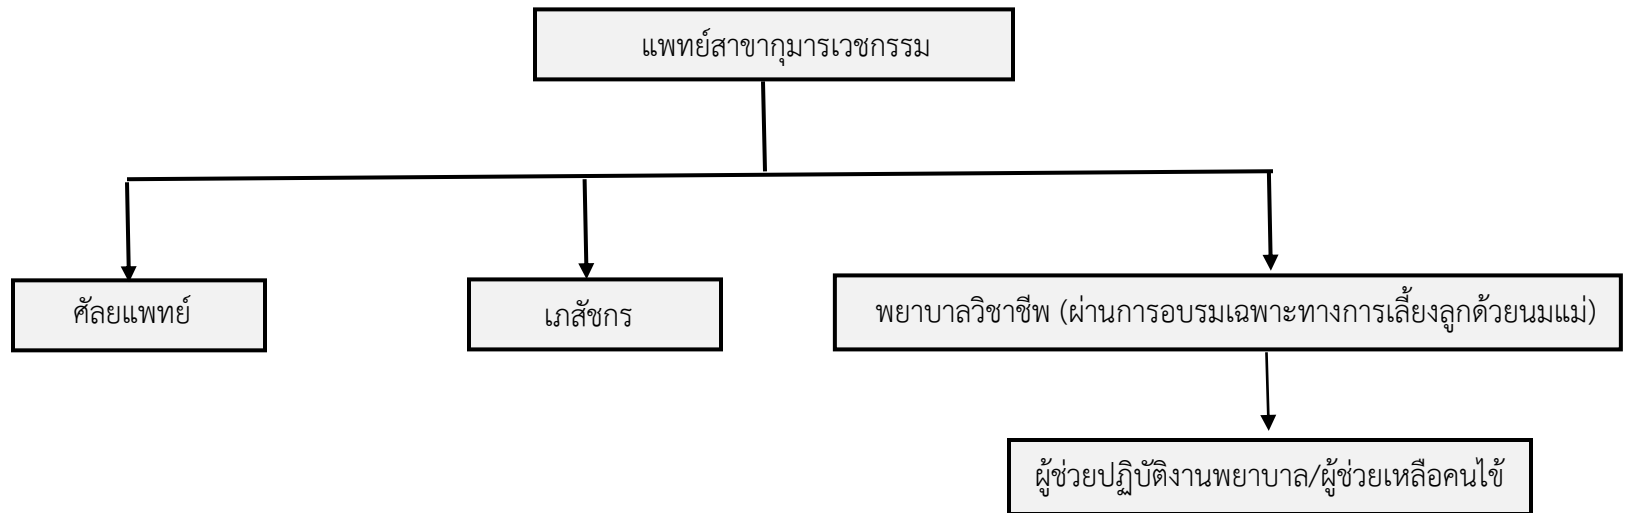 แพทย์สาขากุมารเวชกรรม
ศัลยแพทย์
เภสัชกร
พยาบาลวิชาชีพ (ผ่านการอบรมเฉพาะทางการเลี้ยงลูกด้วยนมแม่)
ผู้ช่วยปฏิบัติงานพยาบาล/ผู้ช่วยเหลือคนไข้